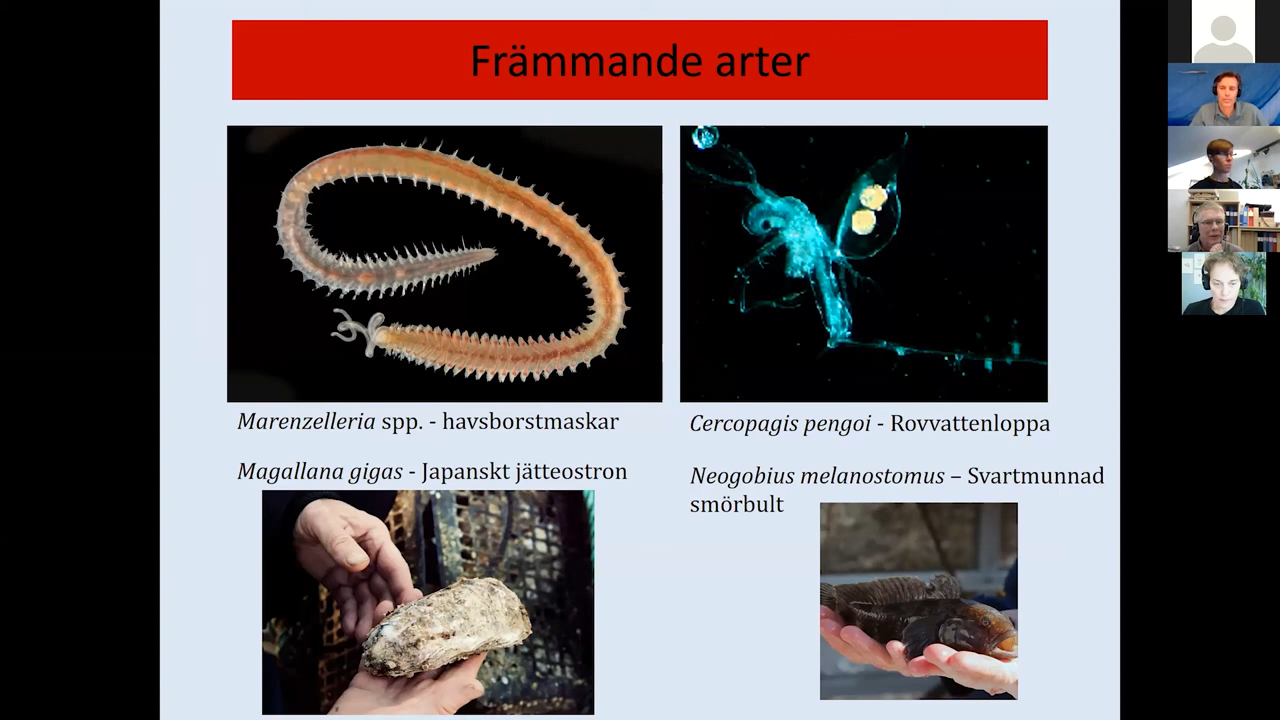 Främmande arter
Marenzelleria spp. - havsborstmaskar
Cercopagis pengoi - Rovvattenloppa
Magallana gigas - Japanskt jätteostron
Neogobius melanostomus – Svartmunnad
smörbult